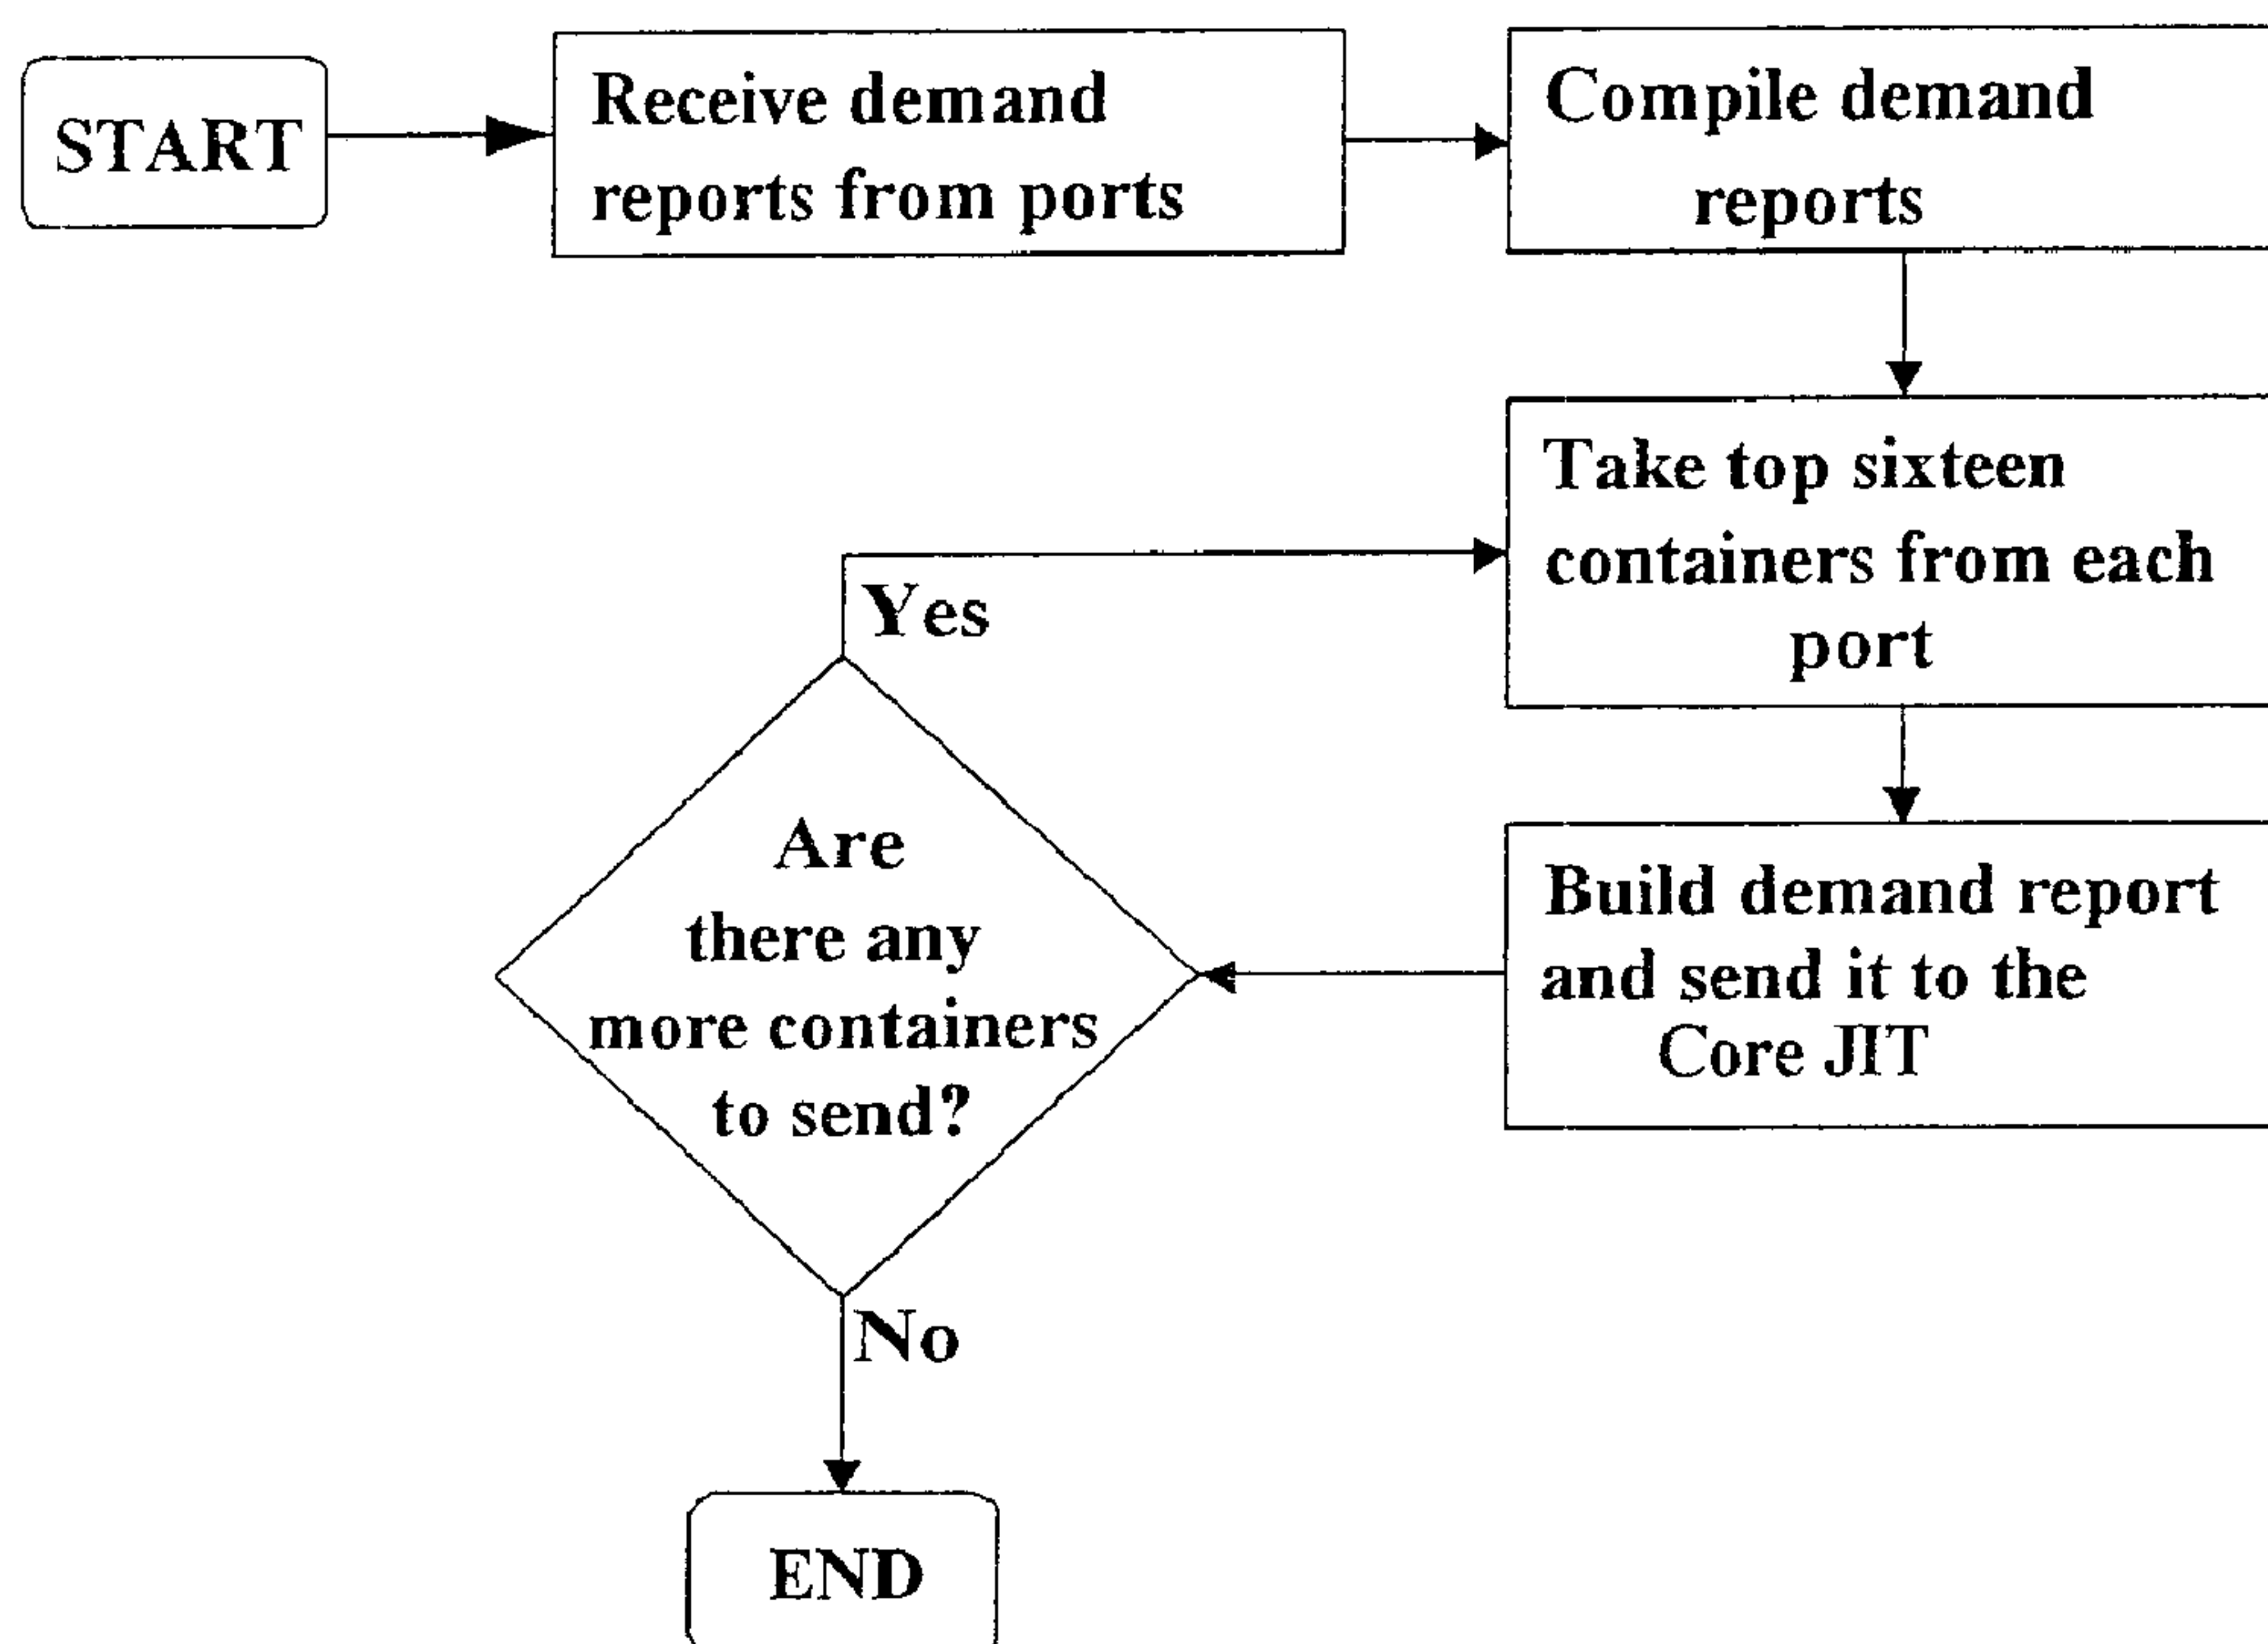 START
Receive demand
reports from ports
Compile demand
reports
Take top sixteen
containers from each
port
Yes
Are
there any
more containers
to send?
Build demand report
and send it to the
Core JIT
No
END